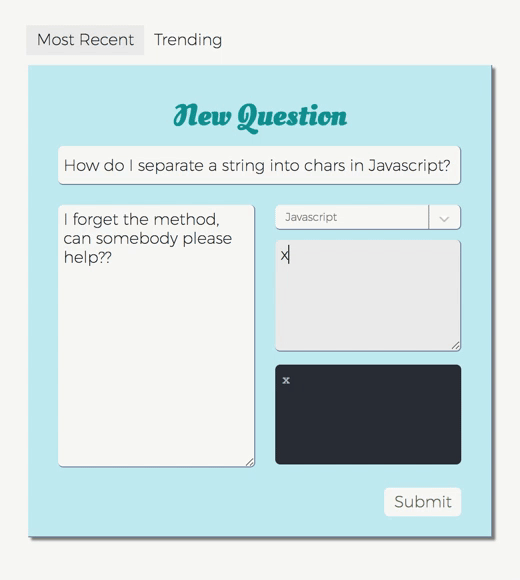 Most Recent Trending
New Question
How do I separate a string into chars in Javascript?
I forget the method,
can somebody please
help??
Javascript
x
x
Submit